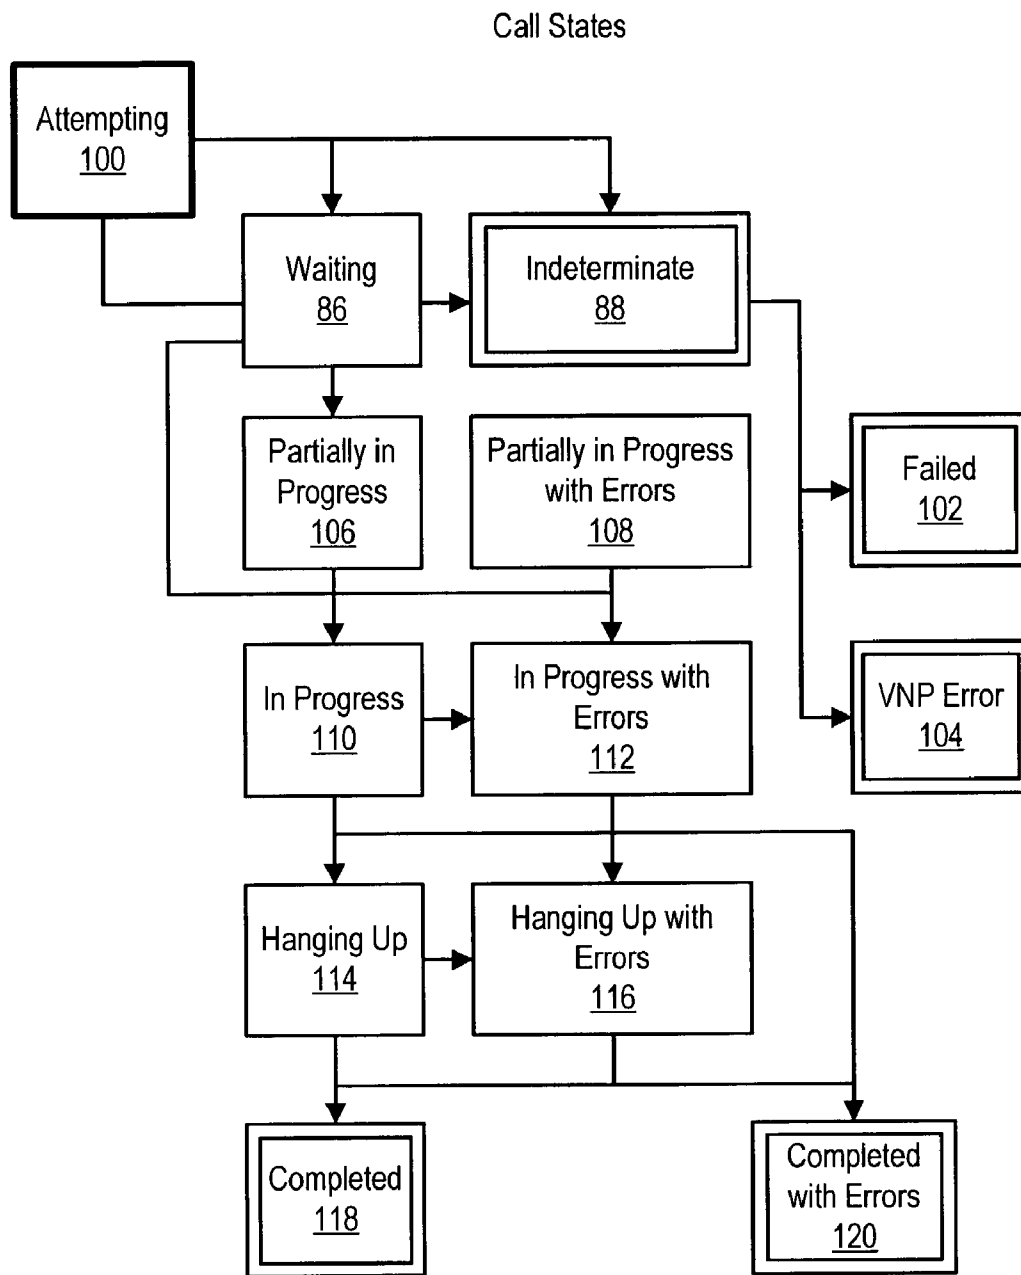 Call States
Attempting
100
Waiting
86
Indeterminate
88
Partially in
Progress
106
Partially in Progress
with Errors
108
Failed
102
In Progress
110
In Progress with
Errors
112
VNP Error
104
Hanging Up
114
Hanging Up with
Errors
116
Completed
118
Completed
with Errors
120